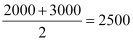 (2000 + 3000) / 2 = 2500